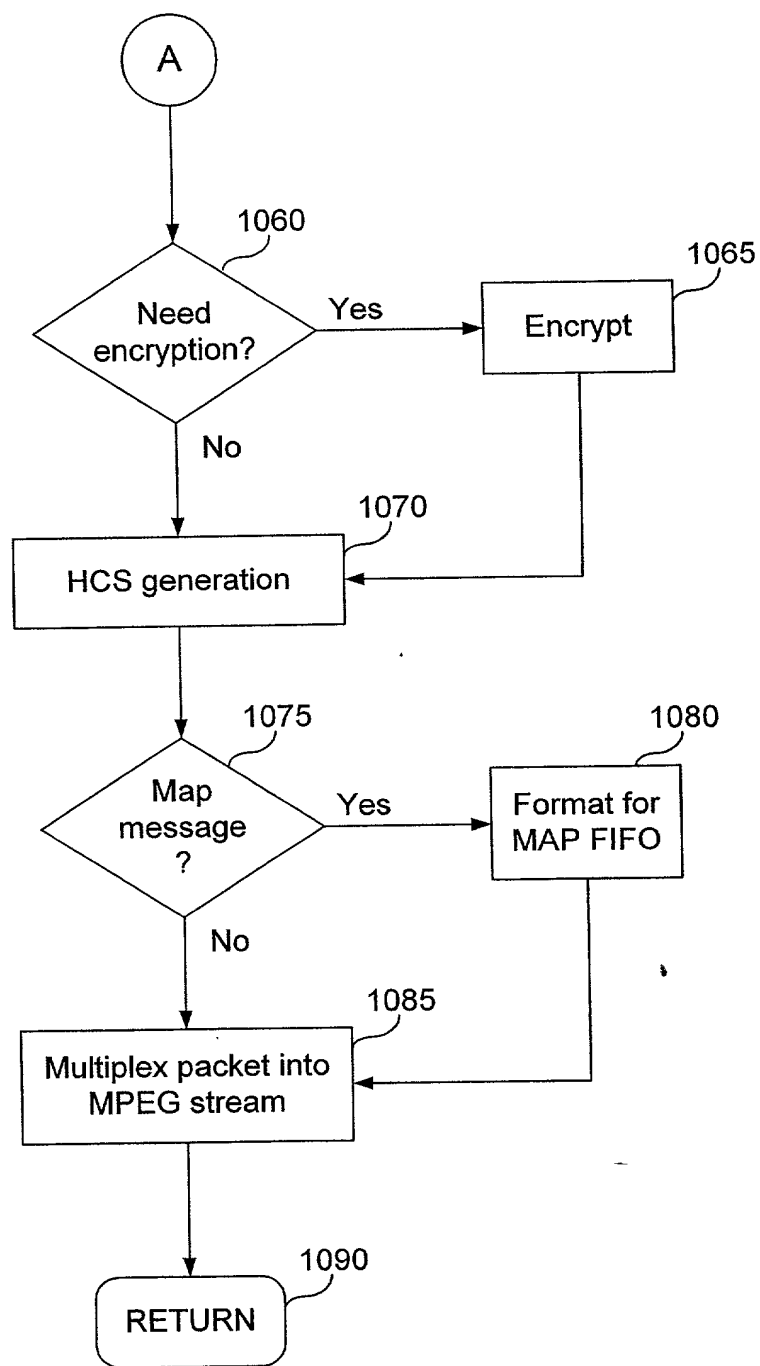 A
1060
Need
encryption?
Yes
1065
Encrypt
No
1070
HCS generation
1075
Map
message
?
Yes
1080
Format for
MAP FIFO
No
1085
Multiplex packet into
MPEG stream
1090
RETURN